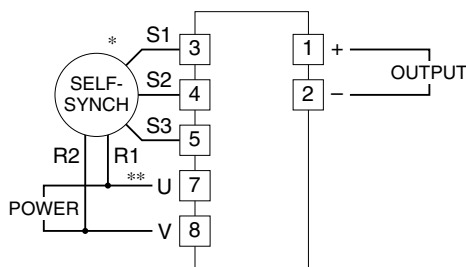 *
S1
3
1
+
OUTPUT
SELF-
SYNCH
S2
4
2
−
S3
5
R2
R1
**
U
7
POWER
V
8